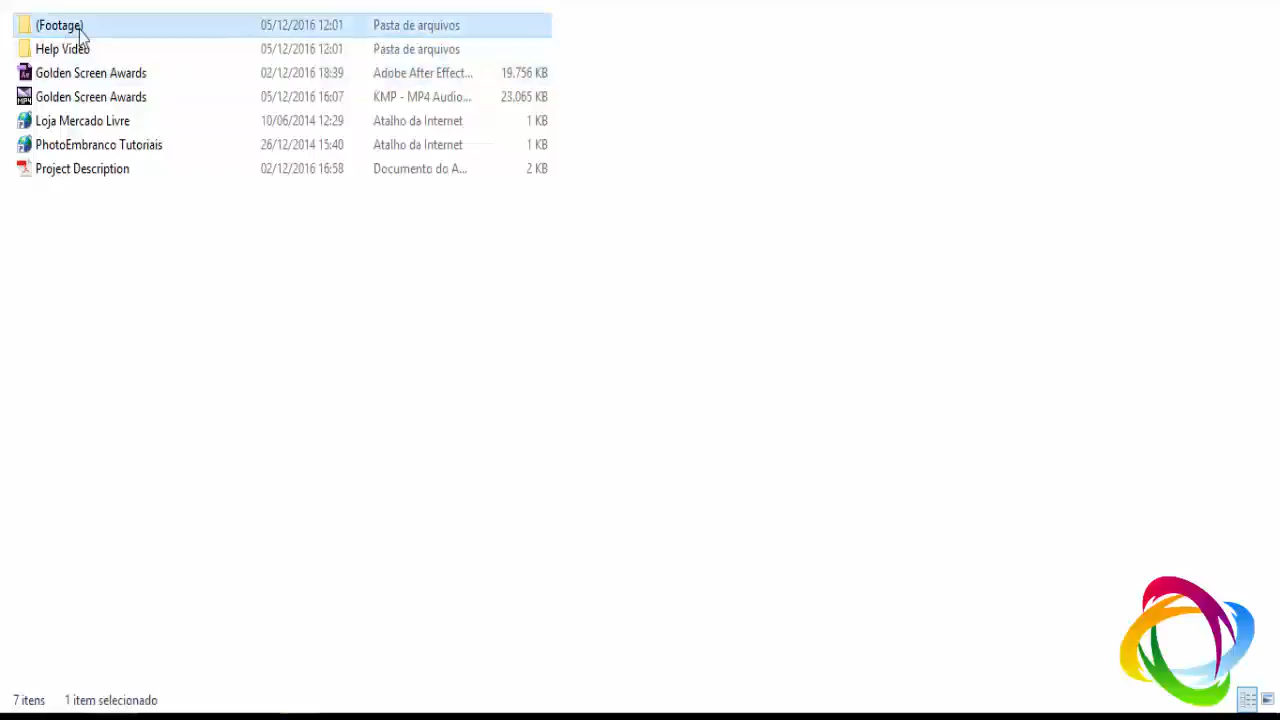 (Footage) 05/12/2016 12:01 Pasta de arquivos
Help Video 05/12/2016 12:01 Pasta de arquivos
Golden Screen Awards 02/12/2016 18:39 Adobe After Effect... 19.756 KB
Golden Screen Awards 05/12/2016 16:07 KMP - MP4 Audio... 23.065 KB
Loja Mercado Livre 10/06/2014 12:29 Atalho da Internet 1 KB
PhotoEmbranco Tutoriais 26/12/2014 15:40 Atalho da Internet 1 KB
Project Description 02/12/2016 16:58 Documento do A... 2 KB
7 itens 1 item selecionado